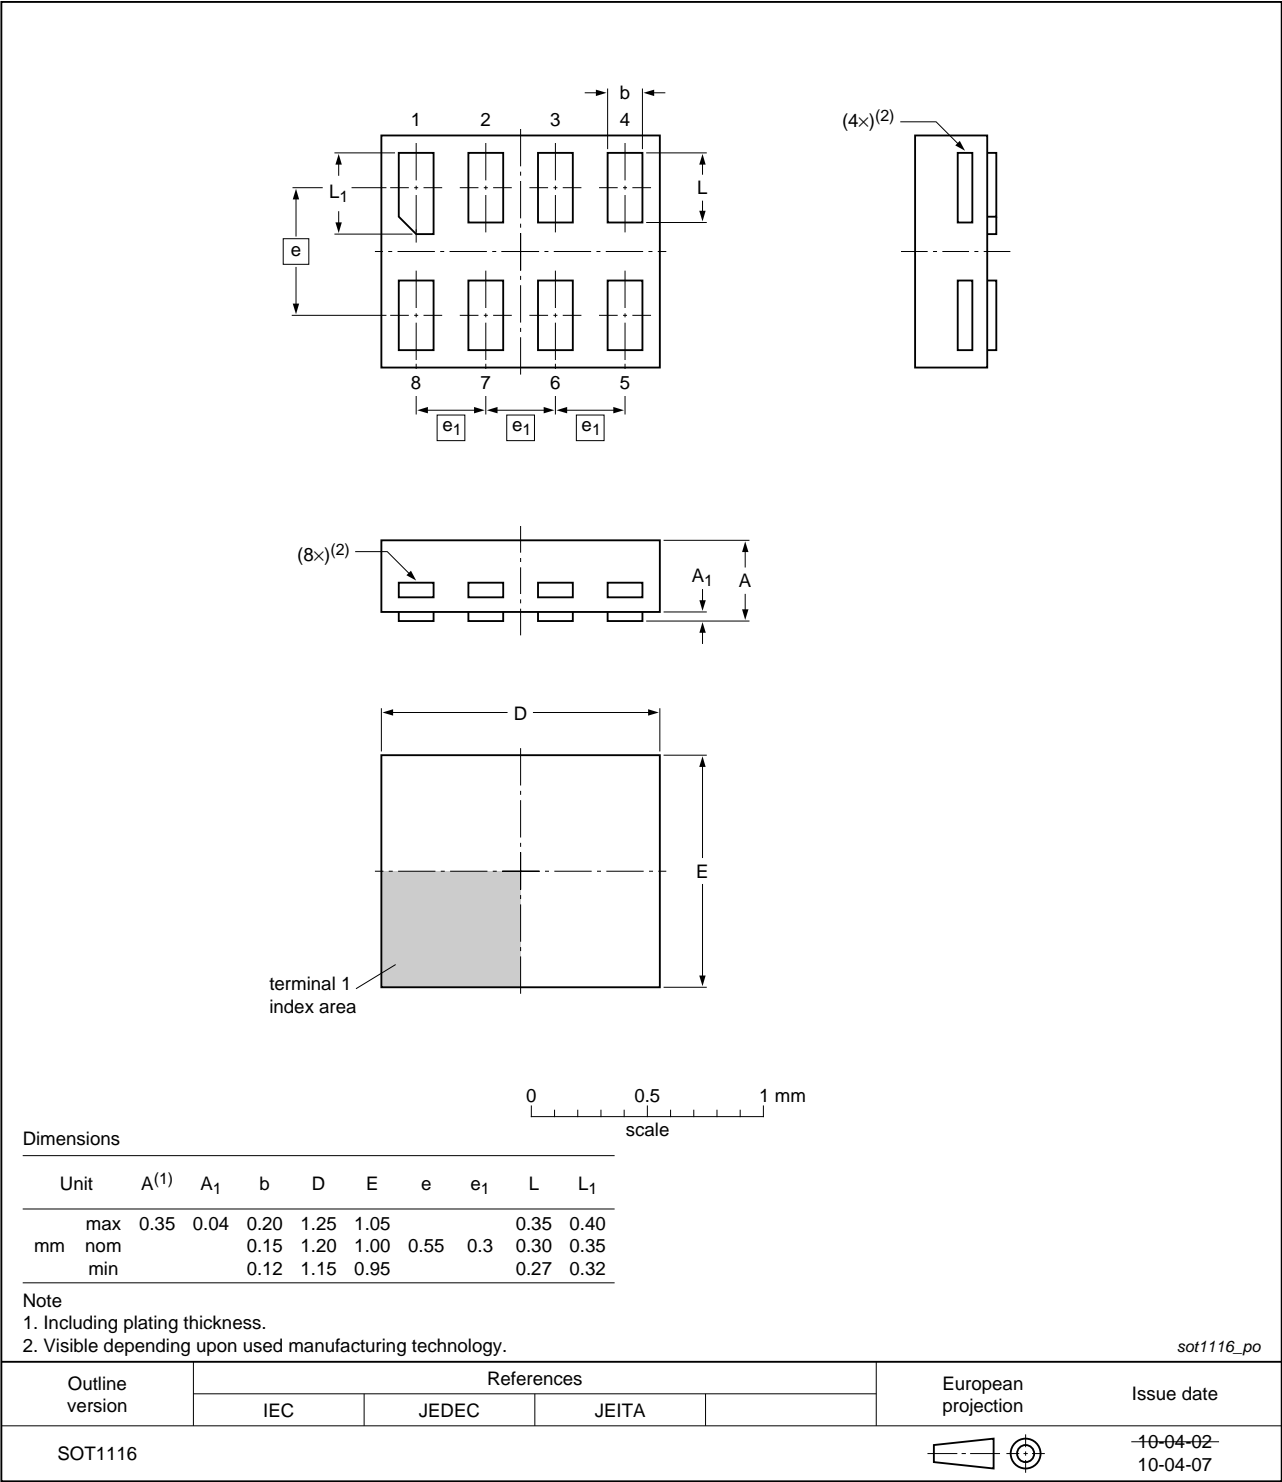 b
1 2 3 4
(4×)(2)
L1
L
e
8 7 6 5
e1 e1 e1
(8×)(2)
A1 A
D
E
terminal 1
index area
0 0.5 1 mm
scale
Dimensions
Unit A(1) A1 b D E e e1 L L1
max 0.35 0.04 0.20 1.25 1.05 0.35 0.40
mm nom 0.15 1.20 1.00 0.55 0.3 0.30 0.35
min 0.12 1.15 0.95 0.27 0.32
Note
1. Including plating thickness.
2. Visible depending upon used manufacturing technology.
sot1116_po
Outline
version
References
IEC JEDEC JEITA
European
projection
Issue date
SOT1116
10-04-02
10-04-07